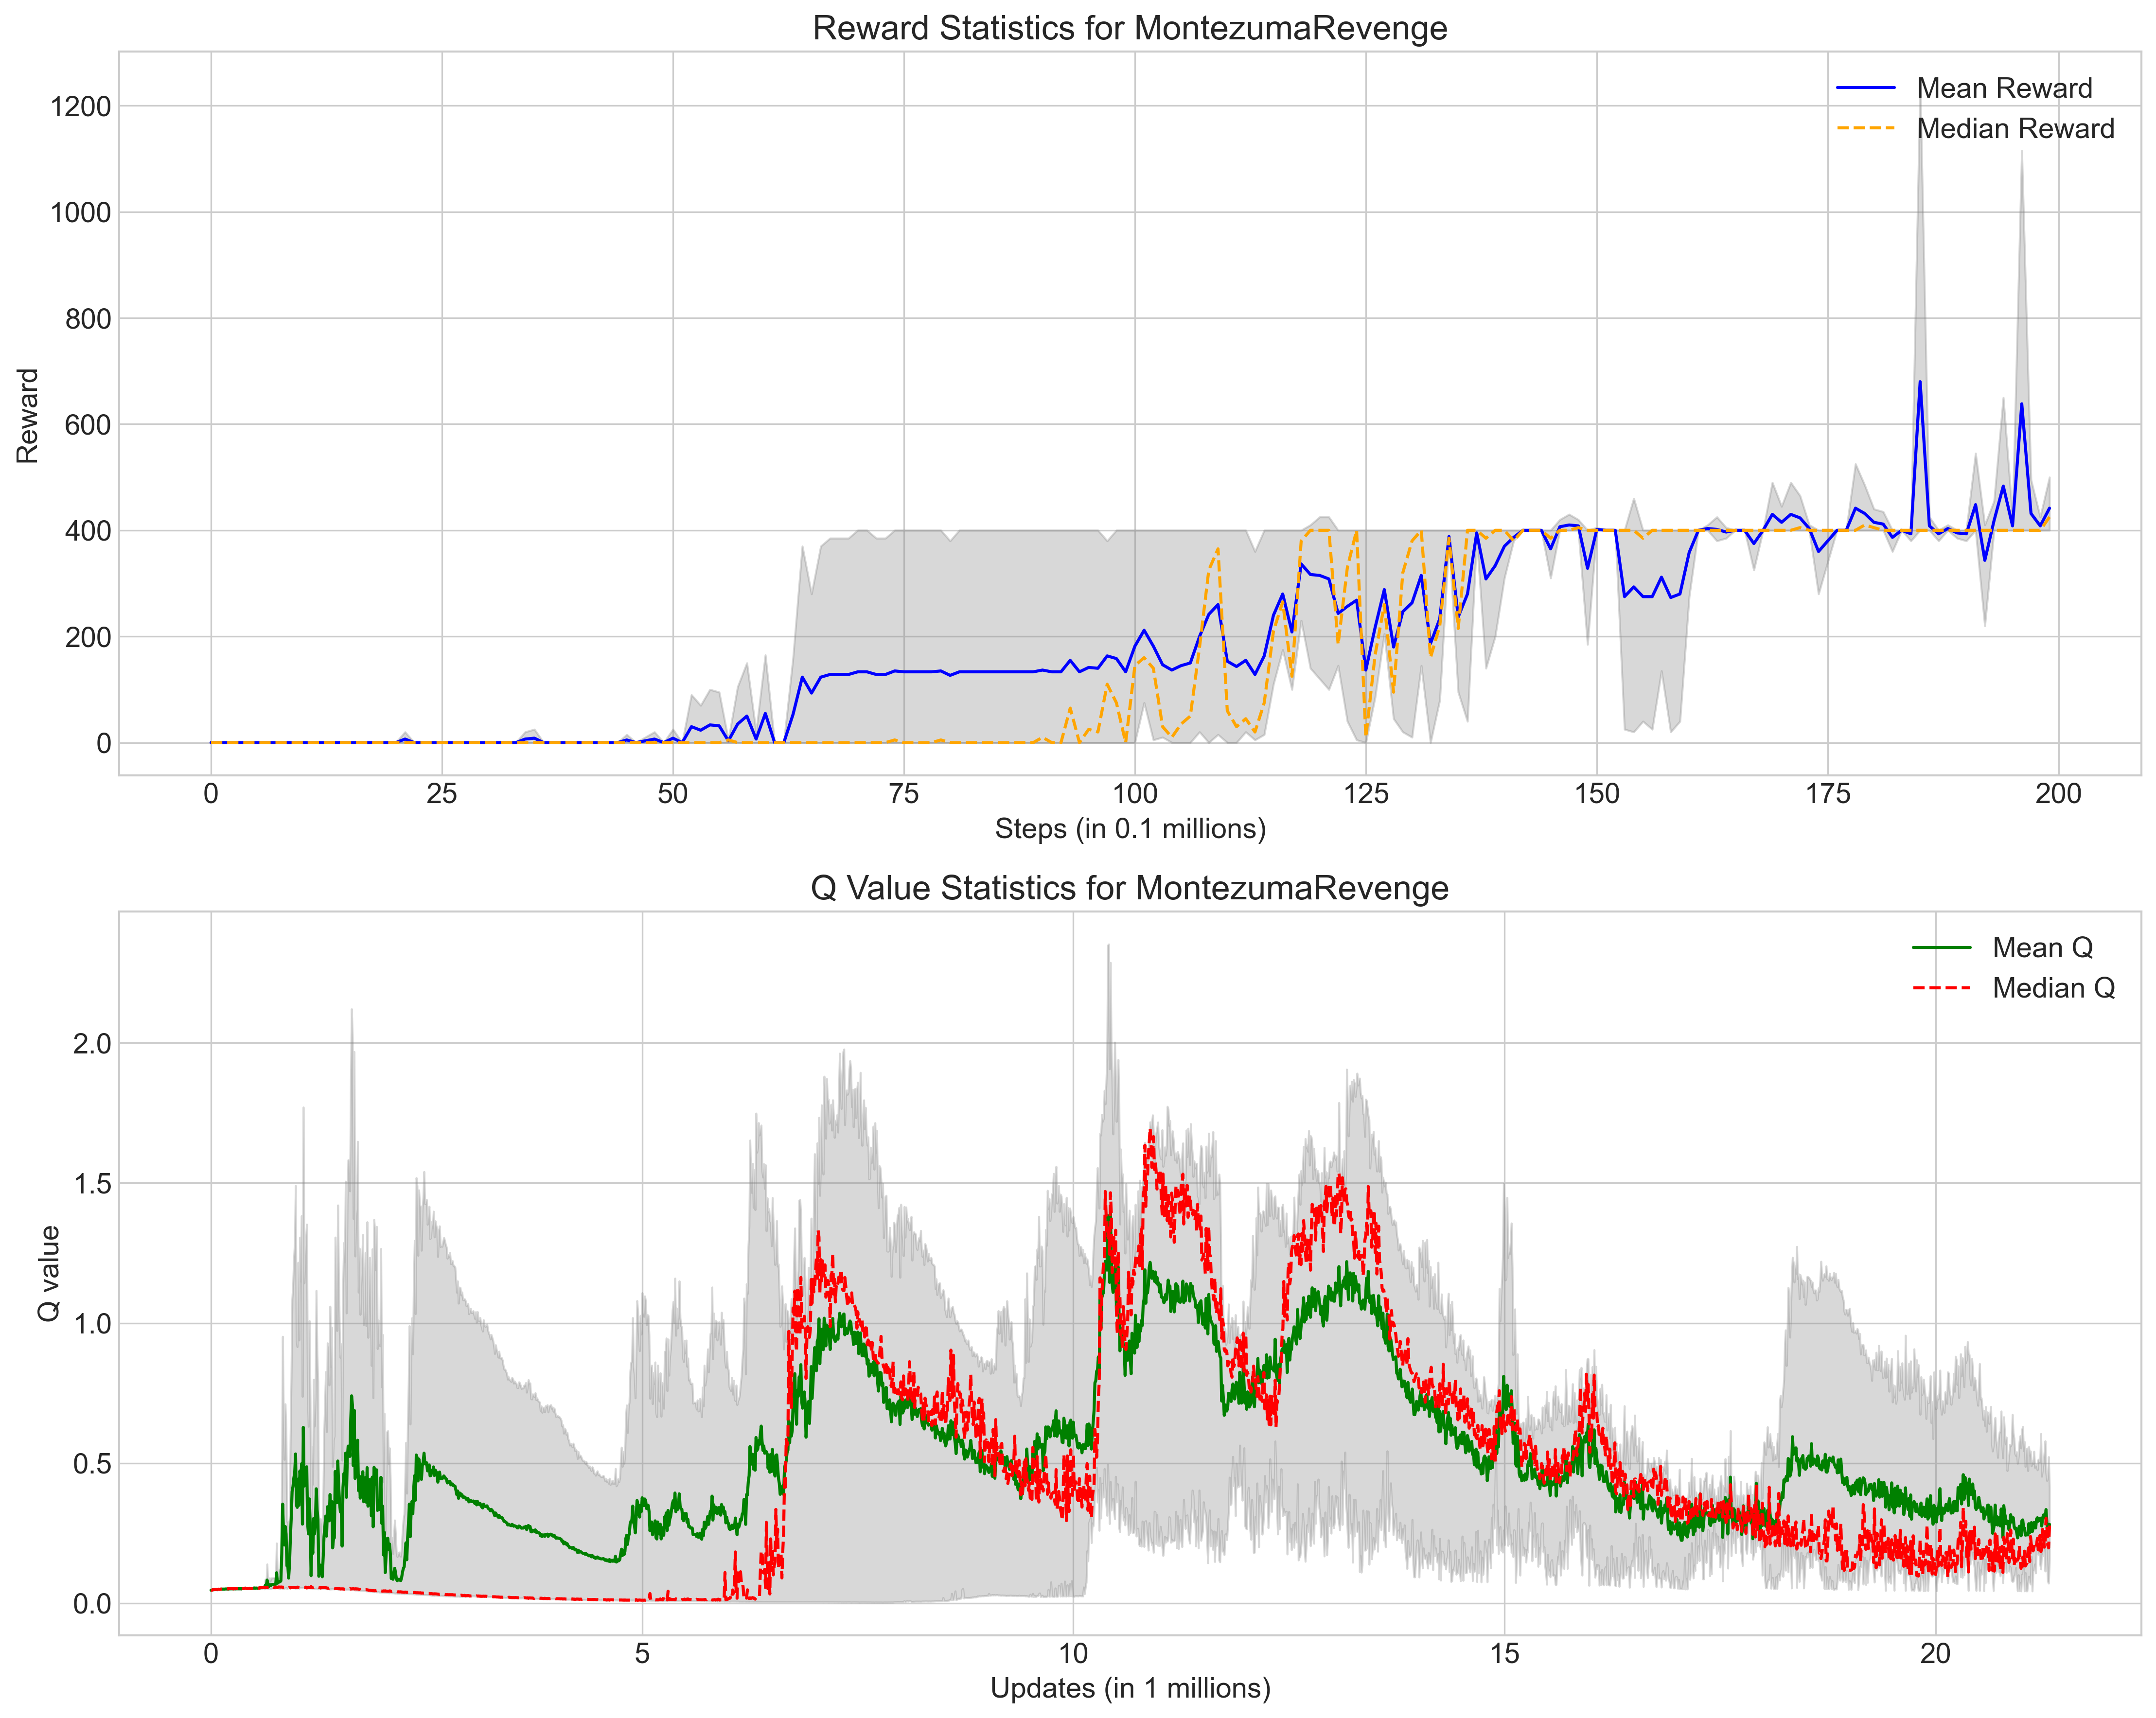 Reward Statistics for MontezumaRevenge
Mean Reward
Median Reward
1200
1000
800
600
400
200
0
Reward
0 25 50 75 100 125 150 175 200
Steps (in 0.1 millions)
Q Value Statistics for MontezumaRevenge
Mean Q
Median Q
2.0
1.5
1.0
0.5
0.0
Q value
0 5 10 15 20
Updates (in 1 millions)